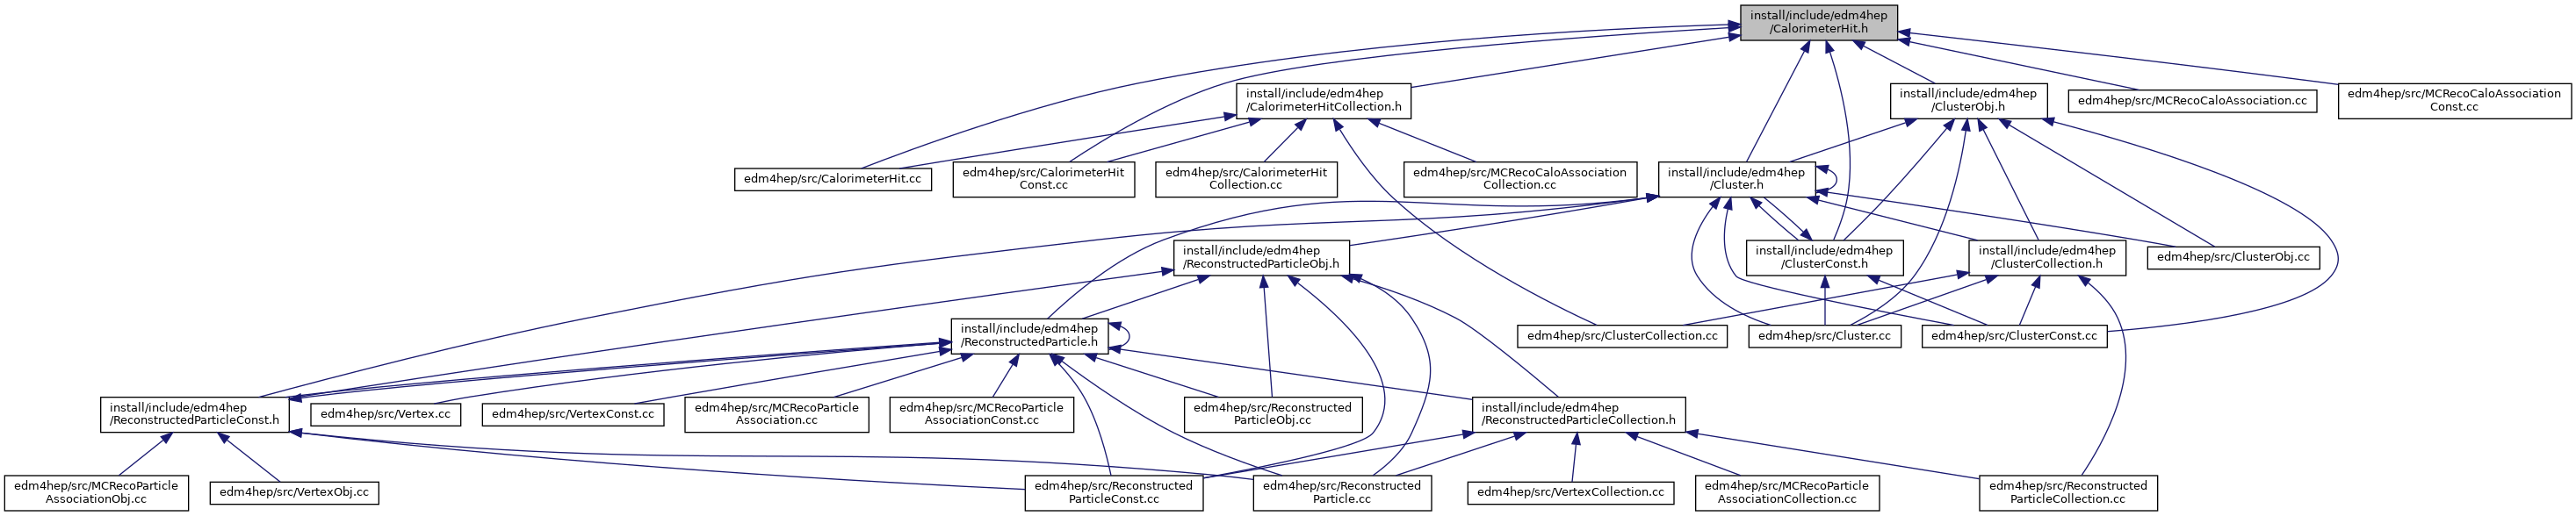 install/include/edm4hep
/CalorimeterHit.h
install/include/edm4hep
/CalorimeterHitCollection.h
install/include/edm4hep
/ClusterObj.h
edm4hep/src/MCRecoCaloAssociation.cc
edm4hep/src/MCRecoCaloAssociation
Const.cc
edm4hep/src/CalorimeterHit.cc
edm4hep/src/CalorimeterHit
Const.cc
edm4hep/src/CalorimeterHit
Collection.cc
edm4hep/src/MCRecoCaloAssociation
Collection.cc
install/include/edm4hep
/Cluster.h
install/include/edm4hep
/ReconstructedParticleObj.h
install/include/edm4hep
/ClusterConst.h
install/include/edm4hep
/ClusterCollection.h
edm4hep/src/ClusterObj.cc
install/include/edm4hep
/ReconstructedParticle.h
edm4hep/src/ClusterCollection.cc
edm4hep/src/Cluster.cc
edm4hep/src/ClusterConst.cc
install/include/edm4hep
/ReconstructedParticleConst.h
edm4hep/src/Vertex.cc
edm4hep/src/VertexConst.cc
edm4hep/src/MCRecoParticle
Association.cc
edm4hep/src/MCRecoParticle
AssociationConst.cc
edm4hep/src/Reconstructed
ParticleObj.cc
install/include/edm4hep
/ReconstructedParticleCollection.h
edm4hep/src/MCRecoParticle
AssociationObj.cc
edm4hep/src/VertexObj.cc
edm4hep/src/Reconstructed
ParticleConst.cc
edm4hep/src/Reconstructed
Particle.cc
edm4hep/src/VertexCollection.cc
edm4hep/src/MCRecoParticle
AssociationCollection.cc
edm4hep/src/Reconstructed
ParticleCollection.cc